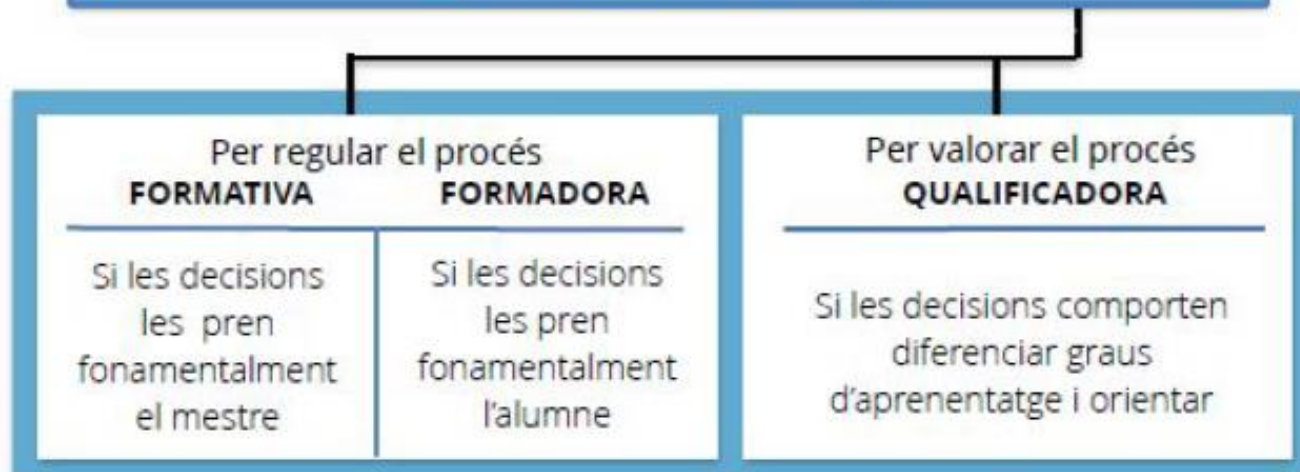 Per regular el procés
FORMATIVA
FORMADORA
Si les decisions
les pren
fonamentalment
el mestre
Si les decisions
les pren
fonamentalment
l'alumne
Per valorar el procés
QUALIFICADORA
Si les decisions comporten
diferenciar graus
d'aprenentatge i orientar